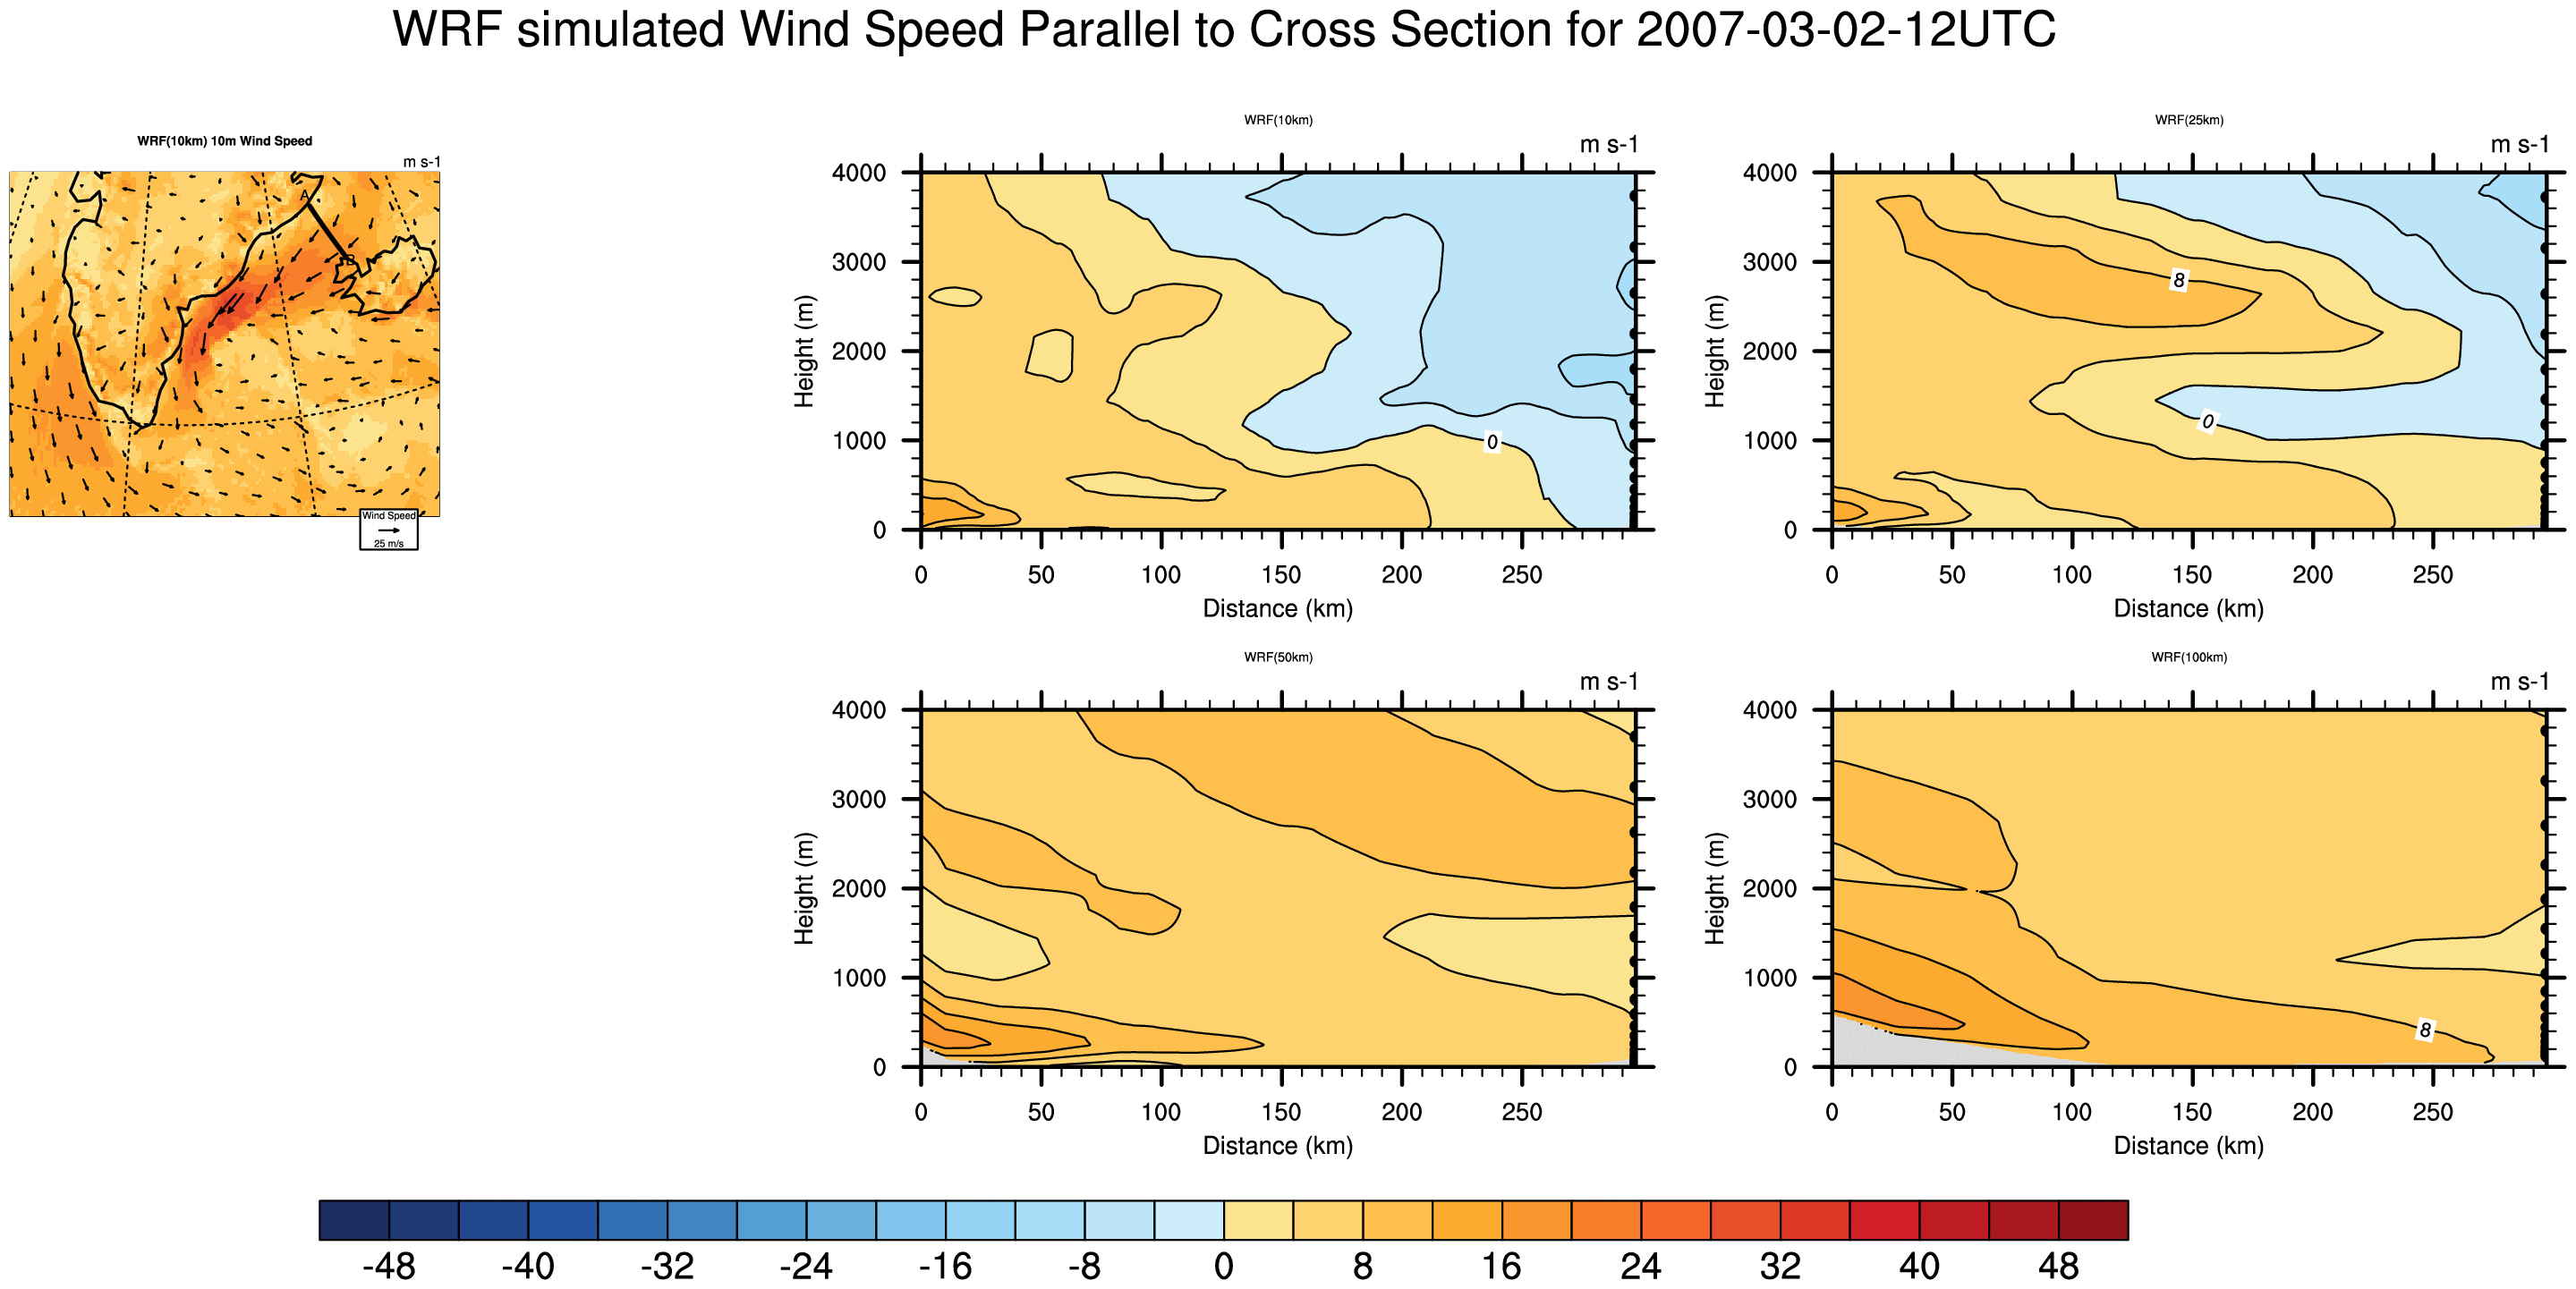 WRF simulated Wind Speed Parallel to Cross Section for 2007-03-02-12UTC
WRF(10km) 10m Wind Speed
m s-1
A
B
Wind Speed
25 m/s
WRF(10km)
m s-1
4000
3000
2000
1000
0
Height (m)
0
0 50 100 150 200 250
Distance (km)
WRF(25km)
m s-1
4000
3000
2000
1000
0
Height (m)
8
0
0 50 100 150 200 250
Distance (km)
WRF(50km)
m s-1
4000
3000
2000
1000
0
Height (m)
0 50 100 150 200 250
Distance (km)
WRF(100km)
m s-1
4000
3000
2000
1000
0
Height (m)
8
0 50 100 150 200 250
Distance (km)
-48 -40 -32 -24 -16 -8 0 8 16 24 32 40 48